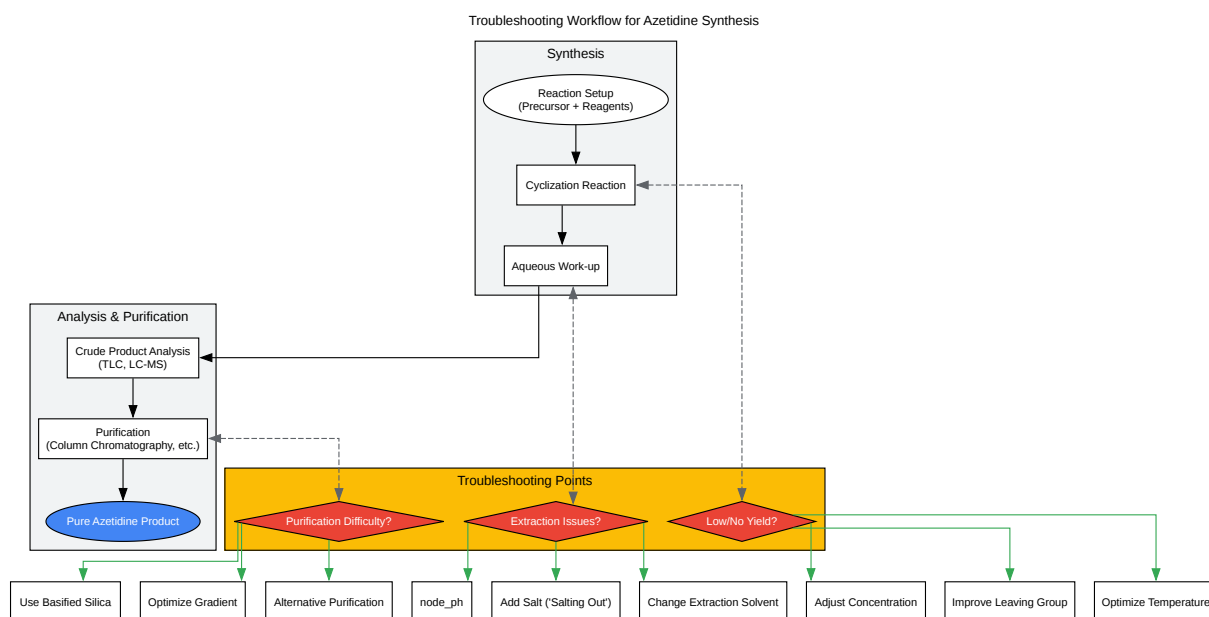 Troubleshooting Workflow for Azetidine Synthesis
Synthesis
Reaction Setup
(Precursor + Reagents)
Cyclization Reaction
Aqueous Work-up
Analysis & Purification
Crude Product Analysis
(TLC, LC-MS)
Purification
(Column Chromatography, etc.)
Pure Azetidine Product
Troubleshooting Points
Purification Difficulty?
Extraction Issues?
Low/No Yield?
Use Basified Silica
Optimize Gradient
Alternative Purification
node_ph
Add Salt ('Salting Out')
Change Extraction Solvent
Adjust Concentration
Improve Leaving Group
Optimize Temperature